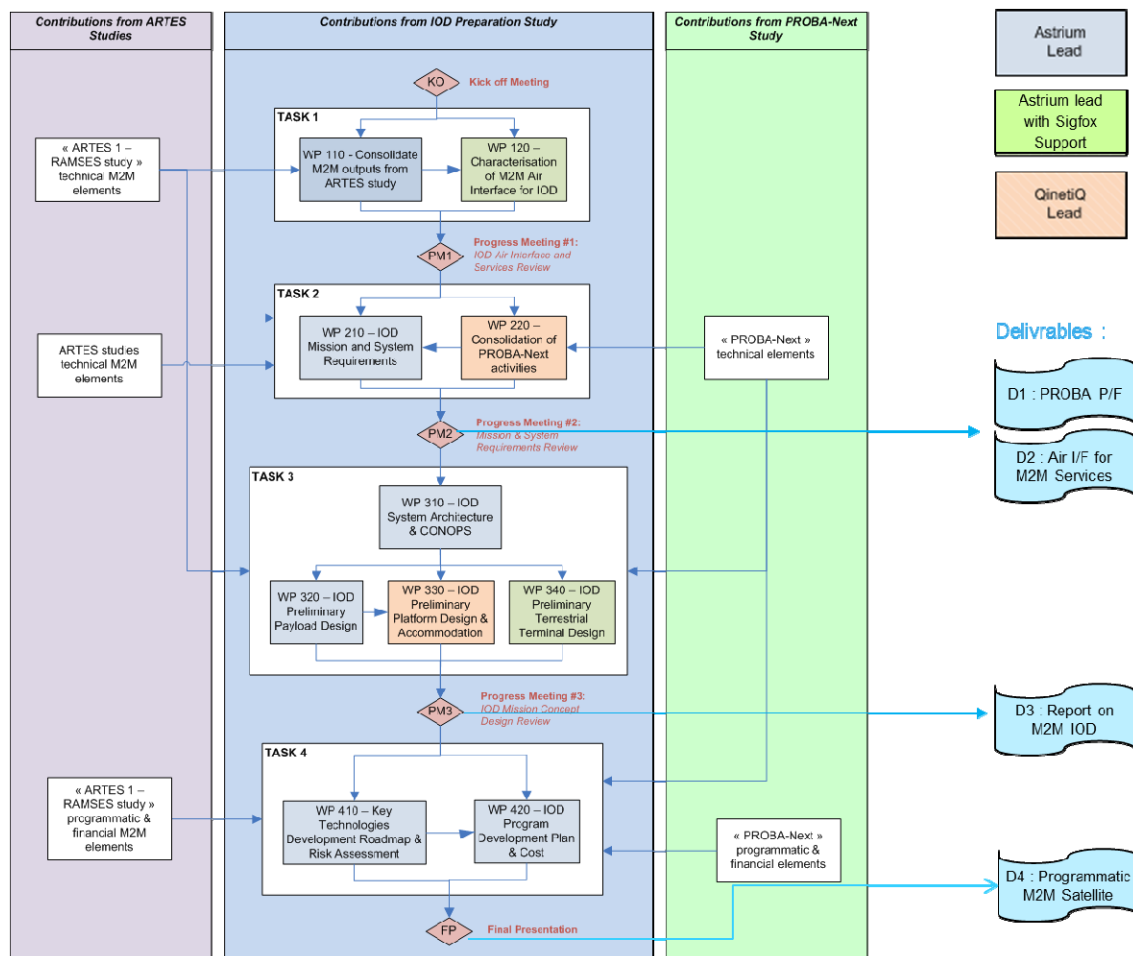 Contributions from ARTES
Studies
Contributions from IOD Preparation Study
Contributions from PROBA-Next
Study
Astrium
Lead
Astrium lead
with Sigfox
Support
QinetiQ
Lead
KO
Kick off Meeting
TASK 1
« ARTES 1 –
RAMSES study »
technical M2M
elements
WP 110 - Consolidate
M2M outputs from
ARTES study
WP 120 –
Characterisation
of M2M Air
Interface for IOD
PM1
Progress Meeting #1:
IOD Air Interface and
Services Review
TASK 2
ARTES studies
technical M2M
elements
WP 210 – IOD
Mission and System
Requirements
WP 220 –
Consolidation of
PROBA-Next
activities
« PROBA-Next »
technical elements
Delivrables :
D1 : PROBA P/F
D2 : Air I/F for
M2M Services
PM2
Progress Meeting #2:
Mission & System
Requirements Review
TASK 3
WP 310 – IOD
System Architecture
& CONOPS
WP 320 – IOD
Preliminary
Payload Design
WP 330 – IOD
Preliminary
Platform Design &
Accommodation
WP 340 – IOD
Preliminary
Terrestrial
Terminal Design
PM3
Progress Meeting #3:
IOD Mission Concept
Design Review
D3 : Report on
M2M IOD
TASK 4
« ARTES 1 –
RAMSES study »
programmatic &
financial M2M
elements
WP 410 – Key
Technologies
Development Roadmap &
Risk Assessment
WP 420 – IOD
Program
Development Plan
& Cost
« PROBA-Next »
programmatic &
financial elements
D4 : Programmatic
M2M Satellite
FP
Final Presentation